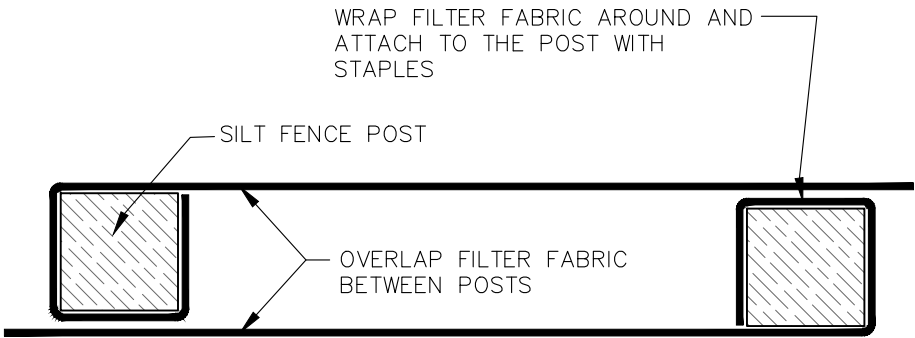 WRAP FILTER FABRIC AROUND AND
ATTACH TO THE POST WITH
STAPLES
SILT FENCE POST
OVERLAP FILTER FABRIC
BETWEEN POSTS